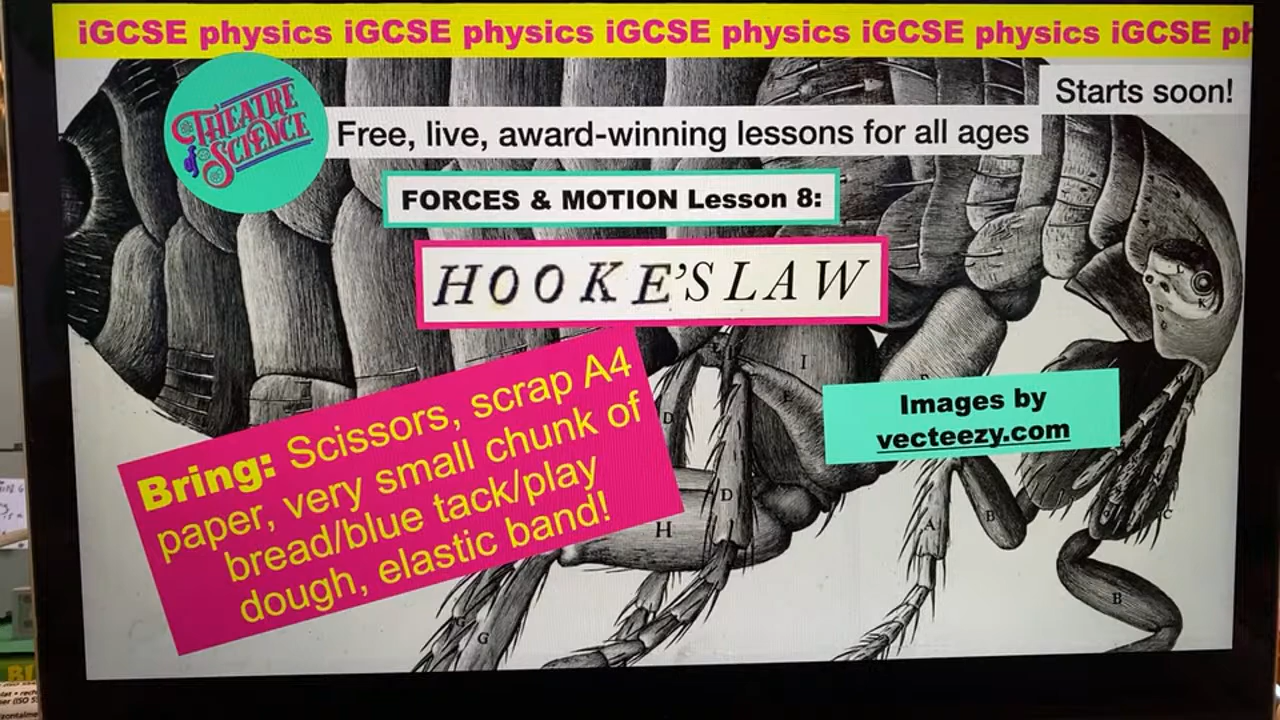 iGCSE physics iGCSE physics iGCSE physics iGCSE physics iGCSE ph
Starts soon!
THEATRE
of SCIENCE
Free, live, award-winning lessons for all ages
FORCES & MOTION Lesson 8:
HOOKE'S LAW
Bring: Scissors, scrap A4
paper, very small chunk of
bread/blue tack/play
dough, elastic band!
Images by
vecteezy.com
I
D
D
H
G
A
B
B
C
K